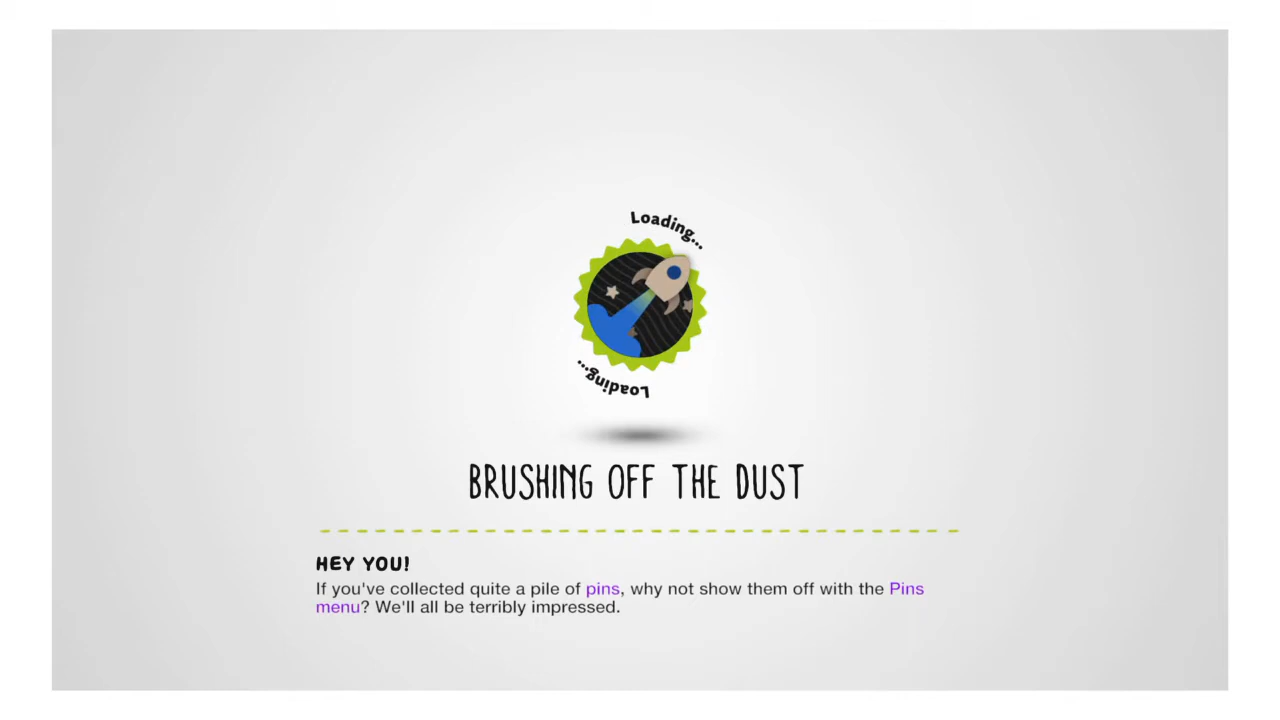 Loading...
Loading...
BRUSHING OFF THE DUST
HEY YOU!
If you've collected quite a pile of pins, why not show them off with the Pins
menu? We'll all be terribly impressed.